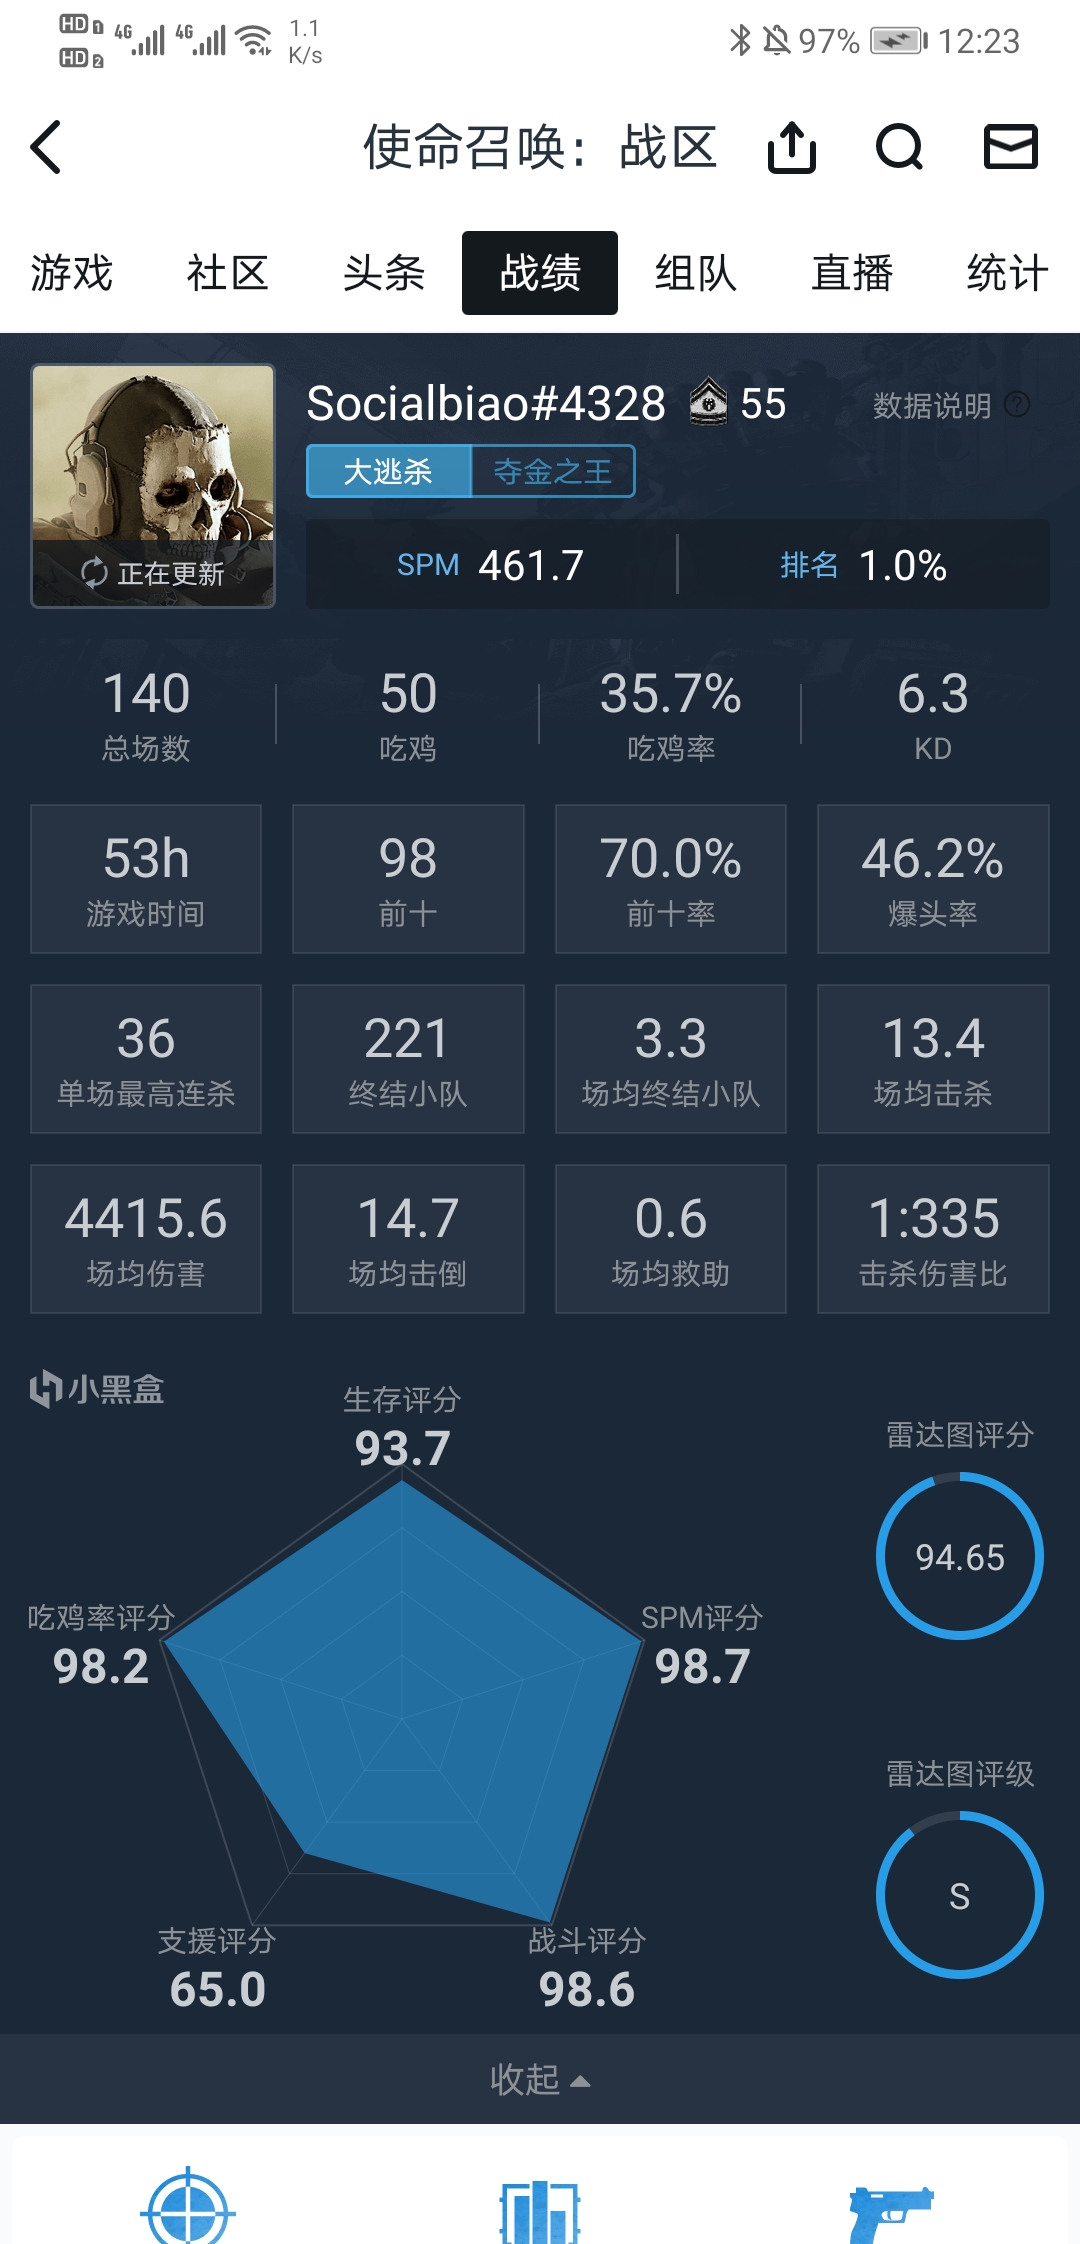 HD 1 4G 4G 1.1 K/s 97% 12:23
HD 2
使命召唤：战区
游戏 社区 头条 战绩 组队 直播 统计
Socialbiao#4328 55 数据说明 ?
大逃杀 夺金之王
正在更新
SPM 461.7 排名 1.0%
140 50 35.7% 6.3
总场数 吃鸡 吃鸡率 KD
53h 98 70.0% 46.2%
游戏时间 前十 前十率 爆头率
36 221 3.3 13.4
单场最高连杀 终结小队 场均终结小队 场均击杀
4415.6 14.7 0.6 1:335
场均伤害 场均击倒 场均救助 击杀伤害比
小黑盒
生存评分
93.7
雷达图评分
94.65
吃鸡率评分 SPM评分
98.2 98.7
雷达图评级
S
支援评分 战斗评分
65.0 98.6
收起